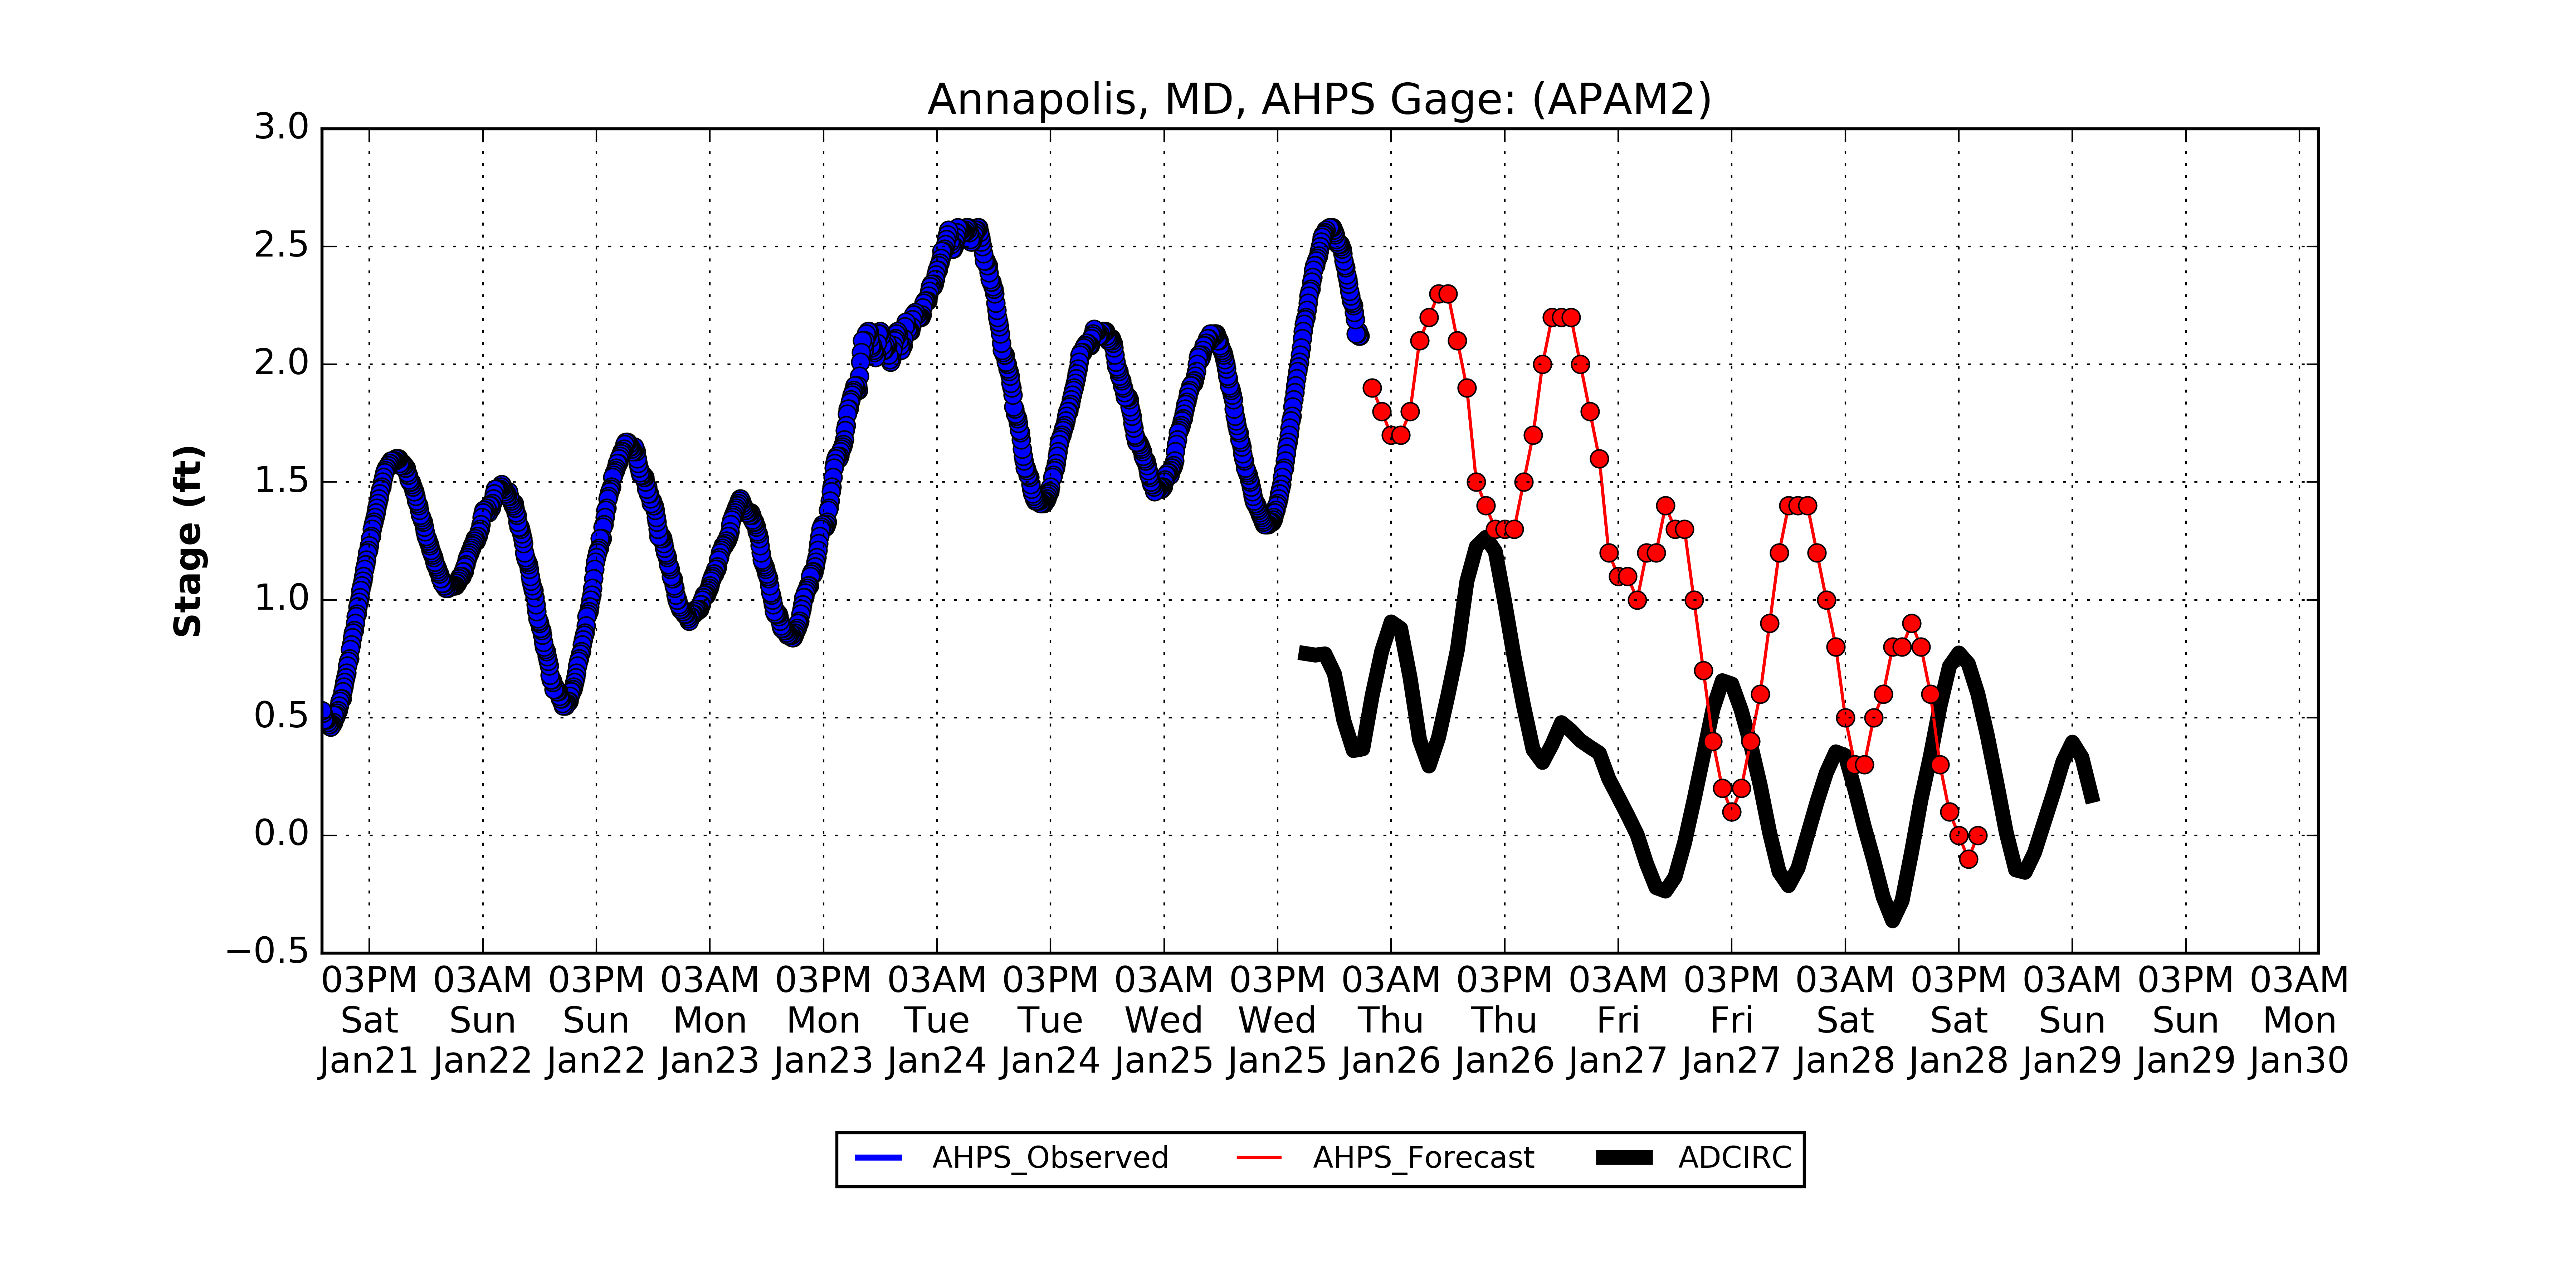 Annapolis, MD, AHPS Gage: (APAM2)
3.0
2.5
2.0
1.5
1.0
0.5
0.0
−0.5
Stage (ft)
03PM 03AM 03PM 03AM 03PM 03AM 03PM 03AM 03PM 03AM 03PM 03AM 03PM 03AM 03PM 03AM 03PM 03AM
Sat Sun Sun Mon Mon Tue Tue Wed Wed Thu Thu Fri Fri Sat Sat Sun Sun Mon
Jan21 Jan22 Jan22 Jan23 Jan23 Jan24 Jan24 Jan25 Jan25 Jan26 Jan26 Jan27 Jan27 Jan28 Jan28 Jan29 Jan29 Jan30
AHPS_Observed AHPS_Forecast ADCIRC